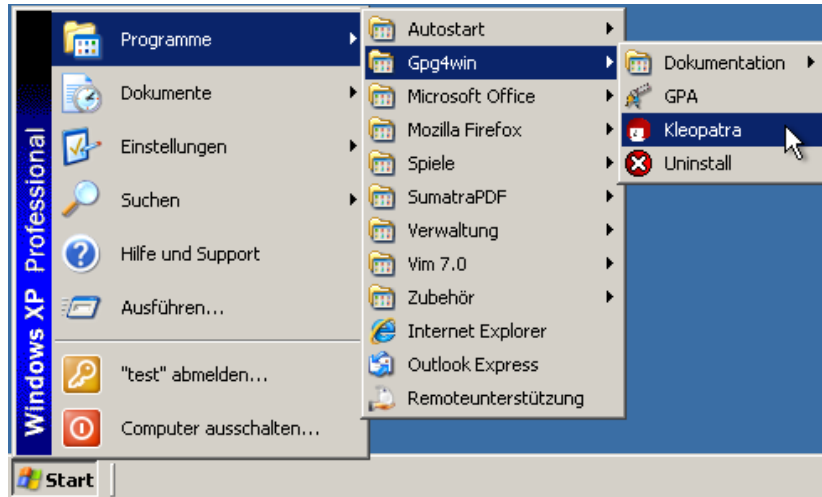 Windows XP Professional
Programme
Dokumente
Einstellungen
Suchen
Hilfe und Support
Ausführen...
"test" abmelden...
Computer ausschalten...
Autostart
Gpg4win
Microsoft Office
Mozilla Firefox
Spiele
SumatraPDF
Verwaltung
Vim 7.0
Zubehör
Internet Explorer
Outlook Express
Remoteunterstützung
Dokumentation
GPA
Kleopatra
Uninstall
Start